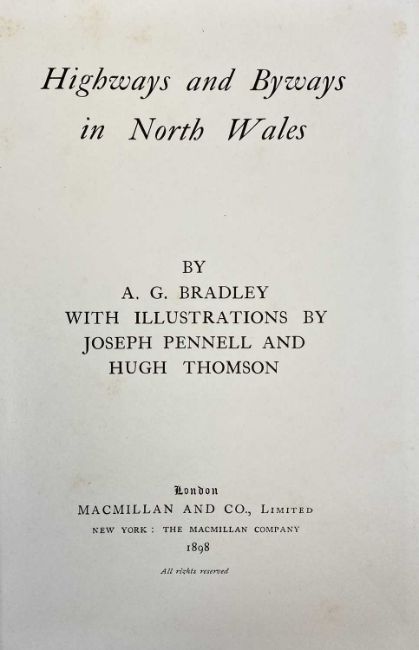 Highways and Byways
in North Wales
BY
A. G. BRADLEY
WITH ILLUSTRATIONS BY
JOSEPH PENNELL AND
HUGH THOMSON
London
MACMILLAN AND CO., LIMITED
NEW YORK : THE MACMILLAN COMPANY
1898
All rights reserved